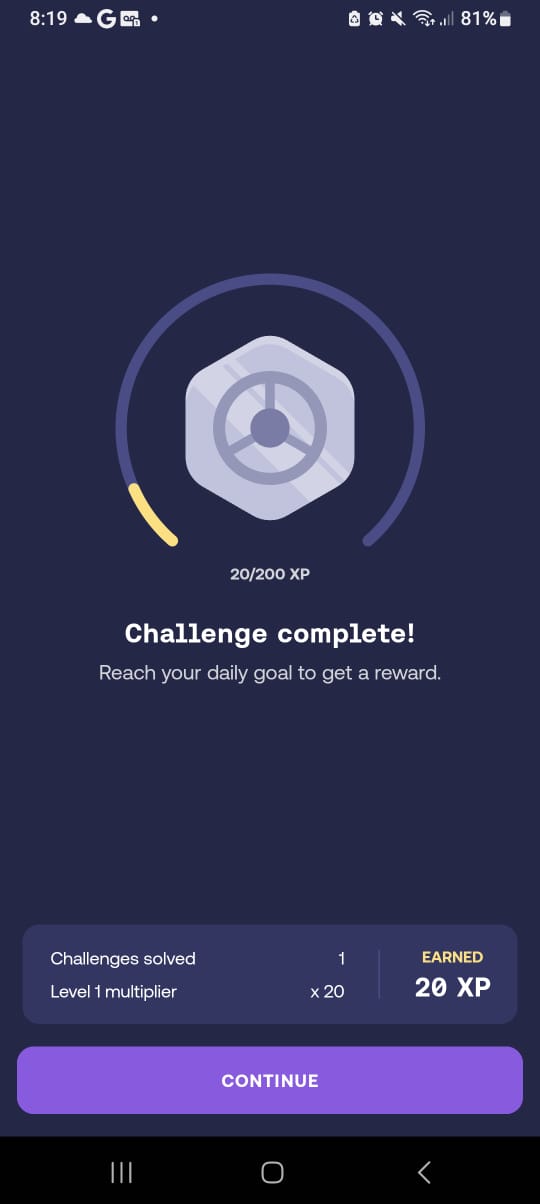 8:19
81%
20/200 XP
Challenge complete!
Reach your daily goal to get a reward.
Challenges solved 1
Level 1 multiplier x 20
EARNED
20 XP
CONTINUE